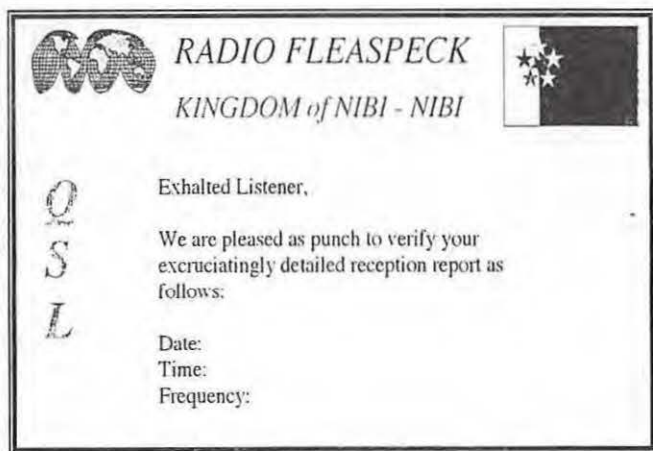 RADIO FLEASPECK
KINGDOM of NIBI - NIBI
Q
S
L
Exhalted Listener,
We are pleased as punch to verify your
excruciatingly detailed reception report as
follows:
Date:
Time:
Frequency: